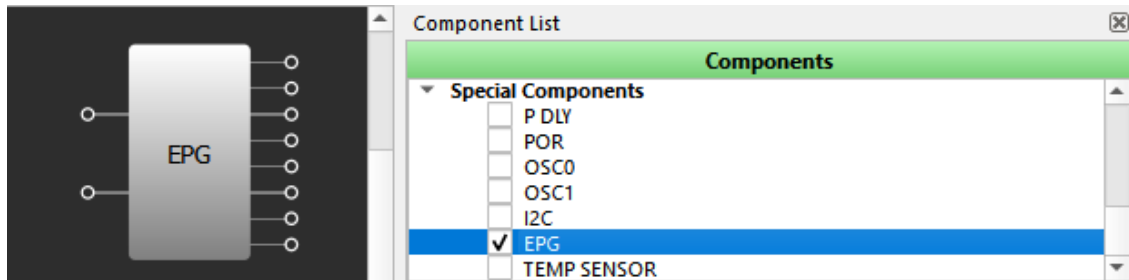 EPG
Component List
Components
Special Components
P DLY
POR
OSC0
OSC1
I2C
EPG
TEMP SENSOR